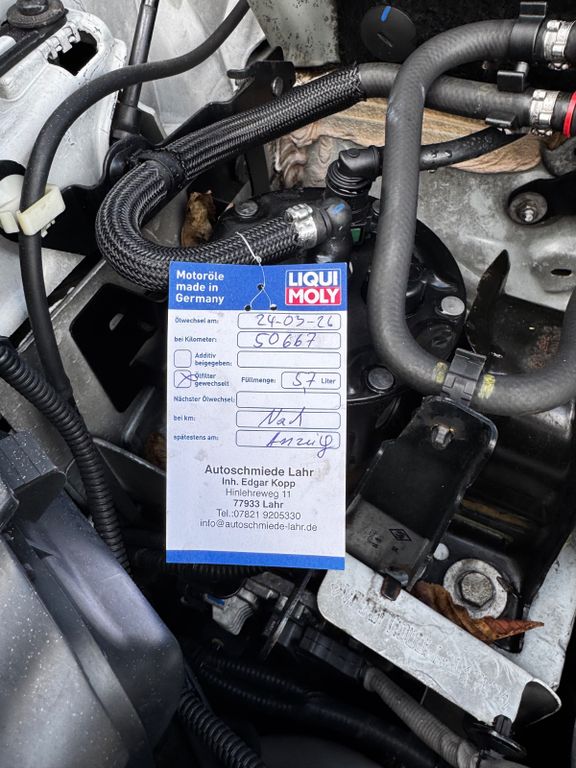 Motoröle
made in
Germany
LIQUI
MOLY
Ölwechsel am: 24-03-26
bei Kilometer: 50667
Additiv
beigegeben:
Ölfilter
gewechselt Füllmenge: 5,7 Liter
Nächster Ölwechsel:
bei km: Nach
spätestens am: Anzeige
Autoschmiede Lahr
Inh. Edgar Kopp
Hinlehreweg 11
77933 Lahr
Tel.:07821 9205330
info@autoschmiede-lahr.de